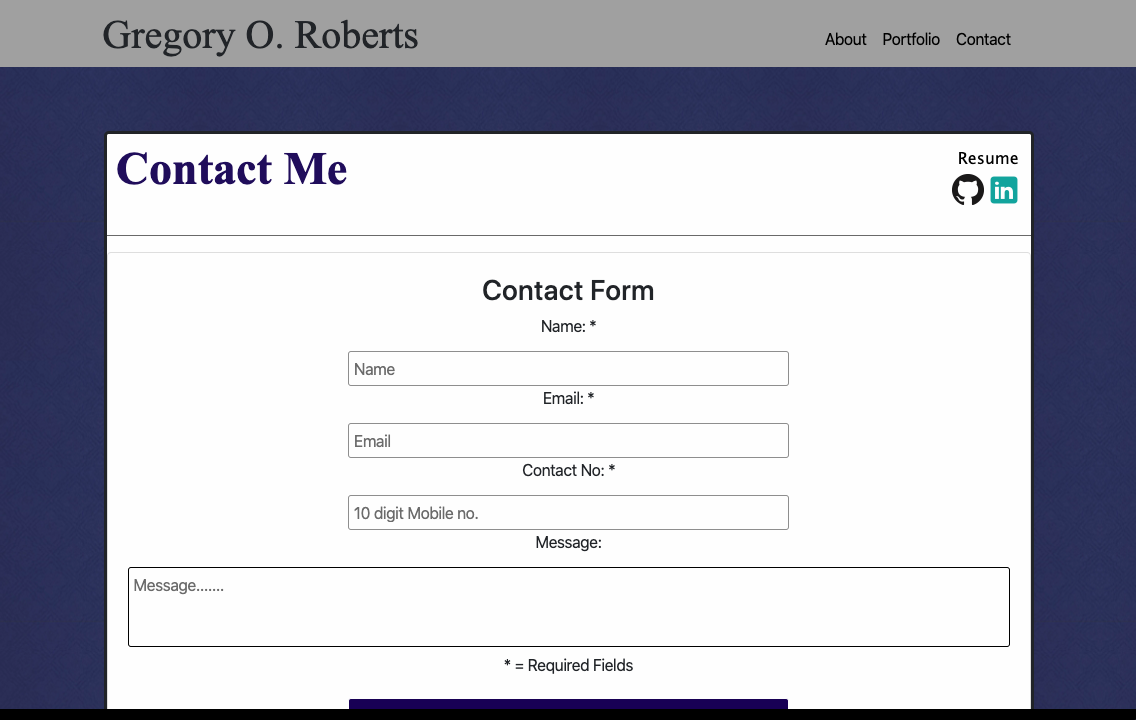 Gregory O. Roberts
About Portfolio Contact
Contact Me
Resume
in
Contact Form
Name: *
Name
Email: *
Email
Contact No: *
10 digit Mobile no.
Message:
Message.......
* = Required Fields